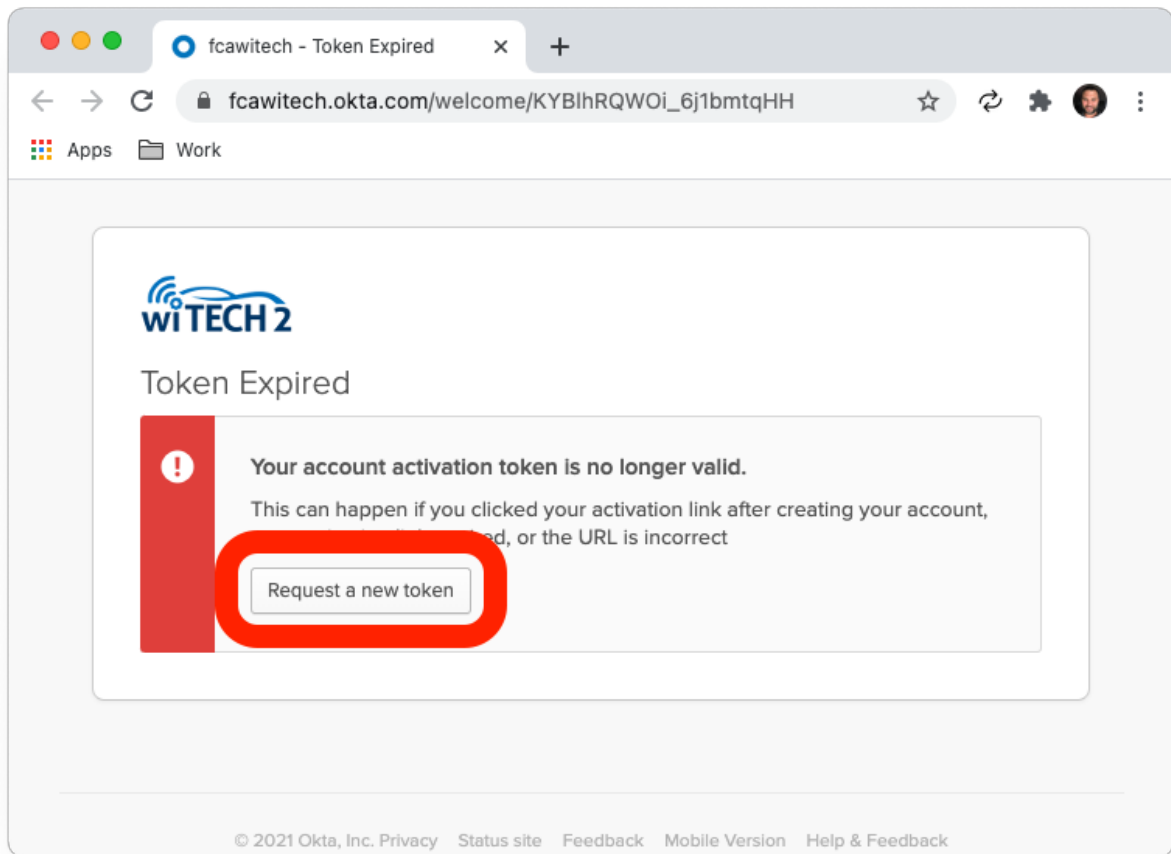 fcawitech - Token Expired
fcawitech.okta.com/welcome/KYBlhRQWOi_6j1bmtqHH
Apps Work
wiTECH 2
Token Expired
Your account activation token is no longer valid.
This can happen if you clicked your activation link after creating your account,
or the URL is incorrect
Request a new token
© 2021 Okta, Inc. Privacy Status site Feedback Mobile Version Help & Feedback